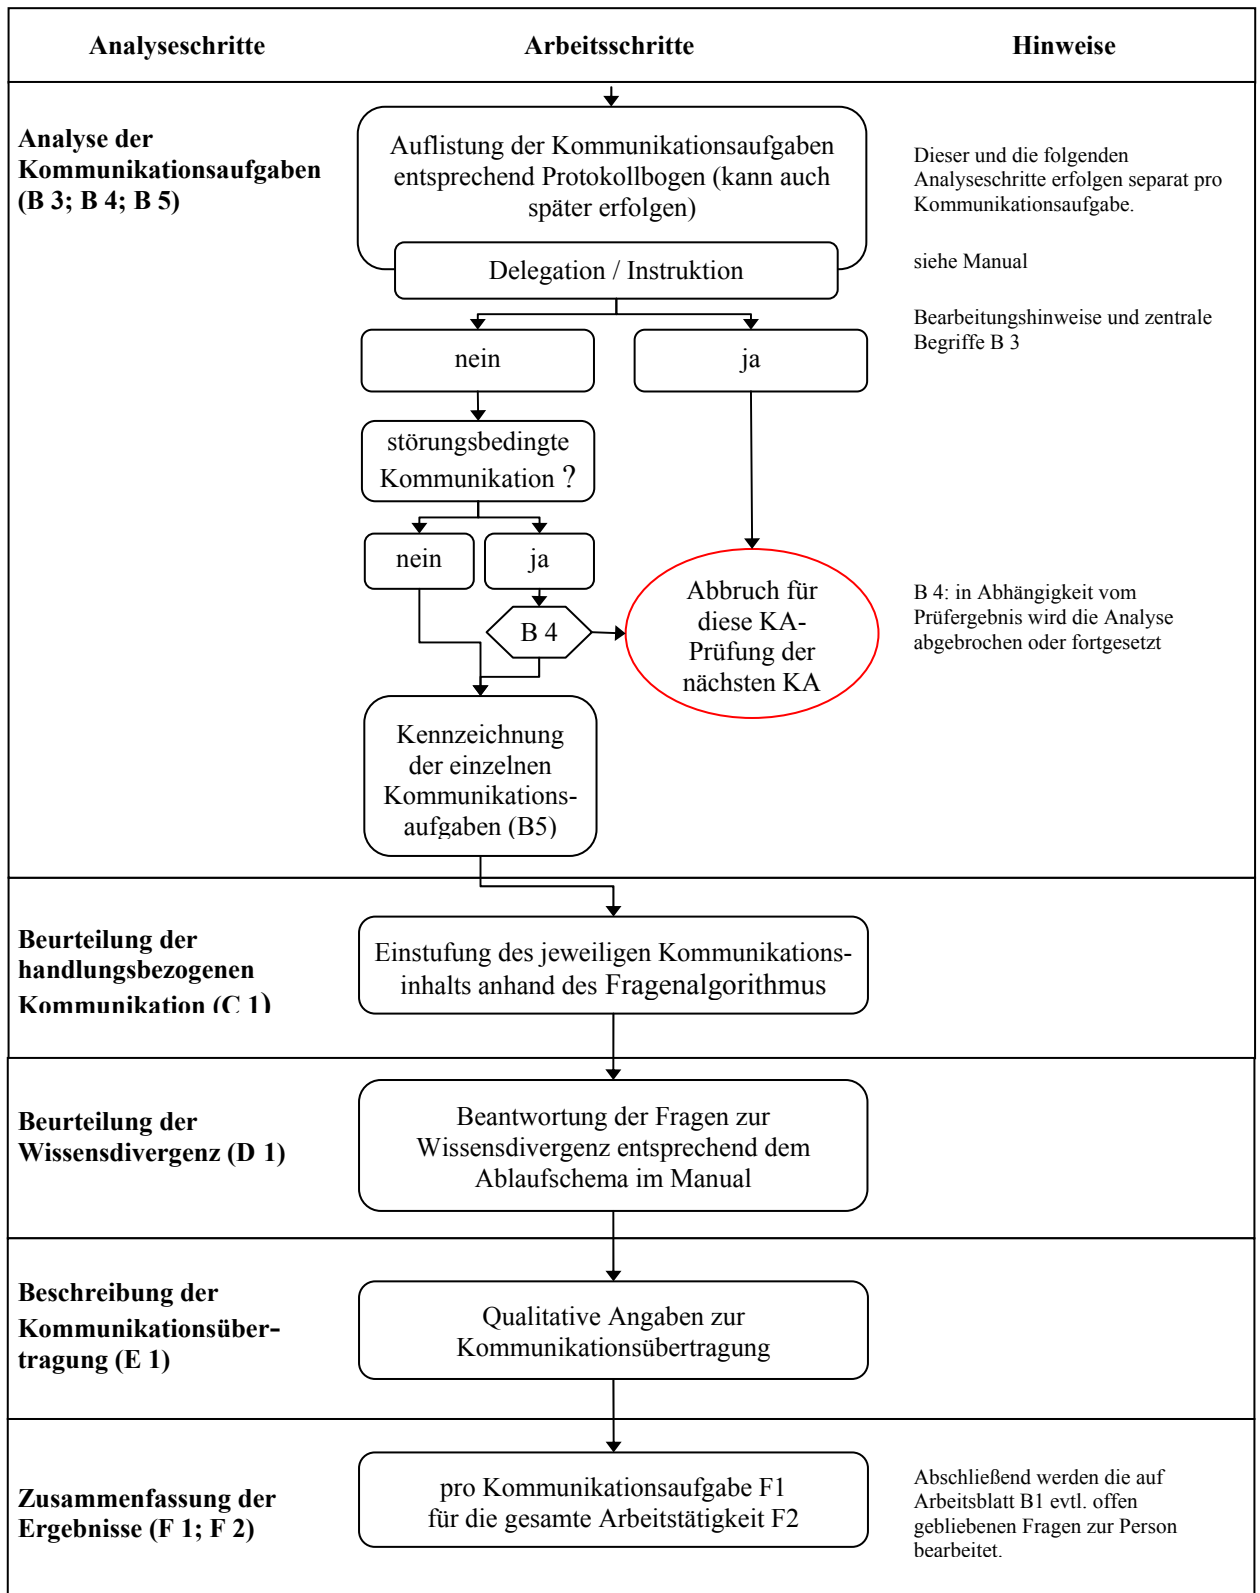 Analyseschritte
Arbeitsschritte
Hinweise
Analyse der
Kommunikationsaufgaben
(B 3; B 4; B 5)
Auflistung der Kommunikationsaufgaben
entsprechend Protokollbogen (kann auch
später erfolgen)
Dieser und die folgenden
Analyseschritte erfolgen separat pro
Kommunikationsaufgabe.
siehe Manual
Bearbeitungshinweise und zentrale
Begriffe B 3
Delegation / Instruktion
nein
ja
störungsbedingte
Kommunikation ?
nein
ja
B 4
Abbruch für
diese KA-
Prüfung der
nächsten KA
B 4: in Abhängigkeit vom
Prüfergebnis wird die Analyse
abgebrochen oder fortgesetzt
Kennzeichnung
der einzelnen
Kommunikations-
aufgaben (B5)
Beurteilung der
handlungsbezogenen
Kommunikation (C 1)
Einstufung des jeweiligen Kommunikations-
inhalts anhand des Fragenalgorithmus
Beurteilung der
Wissensdivergenz (D 1)
Beantwortung der Fragen zur
Wissensdivergenz entsprechend dem
Ablaufschema im Manual
Beschreibung der
Kommunikationsüber-
tragung (E 1)
Qualitative Angaben zur
Kommunikationsübertragung
Zusammenfassung der
Ergebnisse (F 1; F 2)
pro Kommunikationsaufgabe F1
für die gesamte Arbeitstätigkeit F2
Abschließend werden die auf
Arbeitsblatt B1 evtl. offen
gebliebenen Fragen zur Person
bearbeitet.